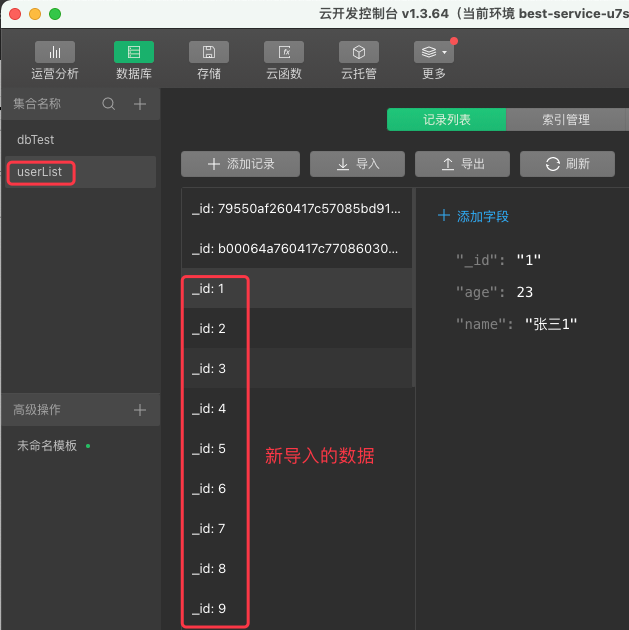 云开发控制台 v1.3.64（当前环境 best-service-u7s
运营分析 数据库 存储 云函数 云托管 更多
集合名称
dbTest
userList
高级操作
未命名模板
记录列表 索引管理
添加记录 导入 导出 刷新
_id: 79550af260417c57085bd91...
_id: b00064a760417c77086030...
_id: 1
_id: 2
_id: 3
_id: 4
_id: 5
_id: 6
_id: 7
_id: 8
_id: 9
新导入的数据
添加字段
"_id": "1"
"age": 23
"name": "张三1"